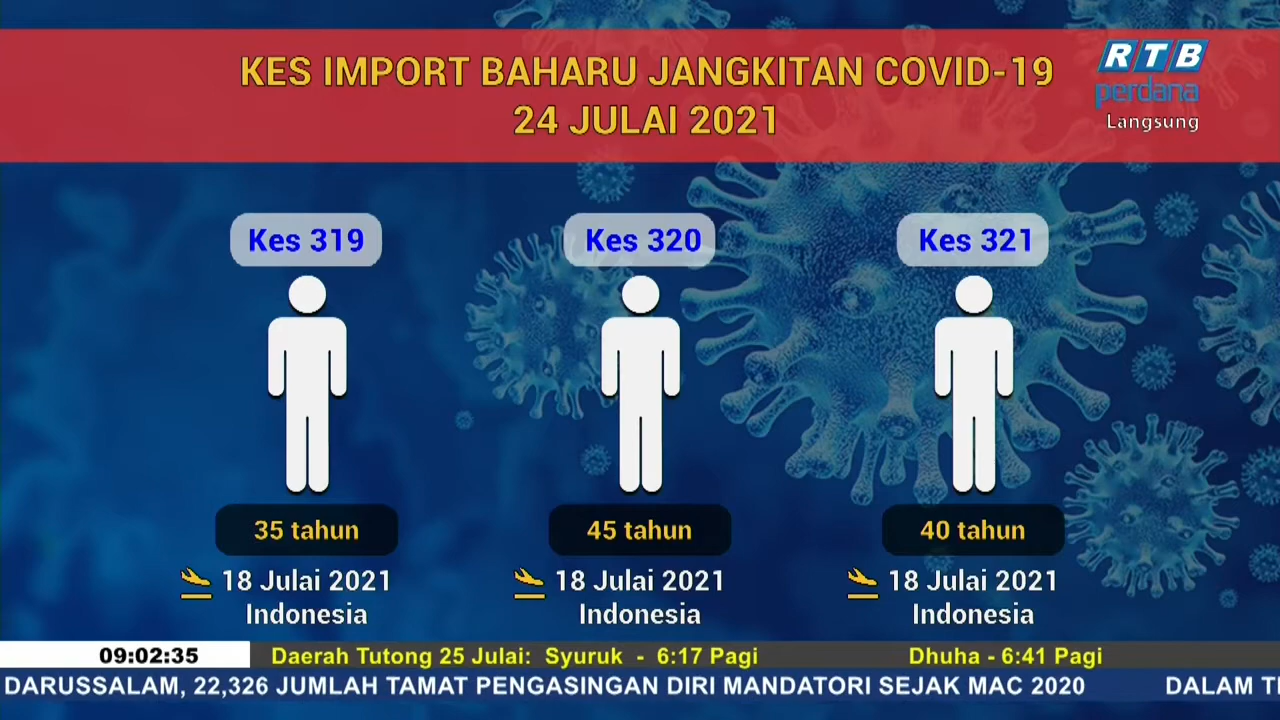 KES IMPORT BAHARU JANGKITAN COVID-19
24 JULAI 2021
RTB
perdana
Langsung
Kes 319
Kes 320
Kes 321
35 tahun
45 tahun
40 tahun
18 Julai 2021
Indonesia
18 Julai 2021
Indonesia
18 Julai 2021
Indonesia
09:02:35
Daerah Tutong 25 Julai: Syuruk - 6:17 Pagi
Dhuha - 6:41 Pagi
DARUSSALAM, 22,326 JUMLAH TAMAT PENGASINGAN DIRI MANDATORI SEJAK MAC 2020
DALAM